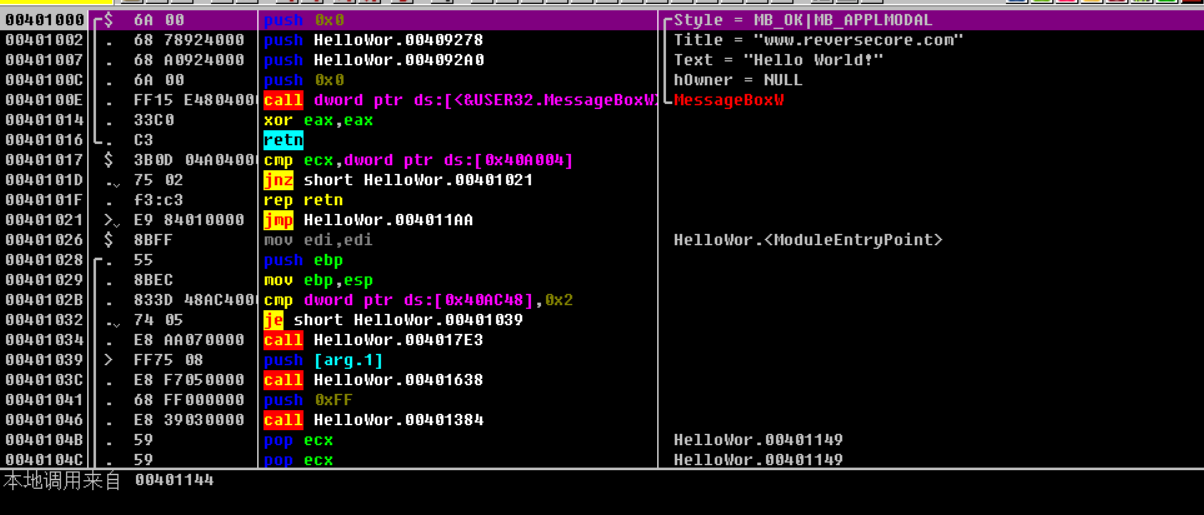 00401000 $ 6A 00 push 0x0 Style = MB_OK|MB_APPLMODAL
00401002 . 68 78924000 push HelloWor.00409278 Title = "www.reversecore.com"
00401007 . 68 A0924000 push HelloWor.004092A0 Text = "Hello World!"
0040100C . 6A 00 push 0x0 hOwner = NULL
0040100E . FF15 E480400 call dword ptr ds:[<&USER32.MessageBoxW> MessageBoxW
00401014 . 33C0 xor eax,eax
00401016 . C3 retn
00401017 $ 3B0D 04A0400 cmp ecx,dword ptr ds:[0x40A004]
0040101D . 75 02 jnz short HelloWor.00401021
0040101F . f3:c3 rep retn
00401021 > E9 84010000 jmp HelloWor.004011AA
00401026 $ 8BFF mov edi,edi HelloWor.<ModuleEntryPoint>
00401028 . 55 push ebp
00401029 . 8BEC mov ebp,esp
0040102B . 833D 48AC400 cmp dword ptr ds:[0x40AC48],0x2
00401032 . 74 05 je short HelloWor.00401039
00401034 . E8 AA070000 call HelloWor.004017E3
00401039 > FF75 08 push [arg.1]
0040103C . E8 F7050000 call HelloWor.00401638
00401041 . 68 FF000000 push 0xFF
00401046 . E8 39030000 call HelloWor.00401384
0040104B . 59 pop ecx HelloWor.00401149
0040104C . 59 pop ecx HelloWor.00401149
本地调用来自 00401144